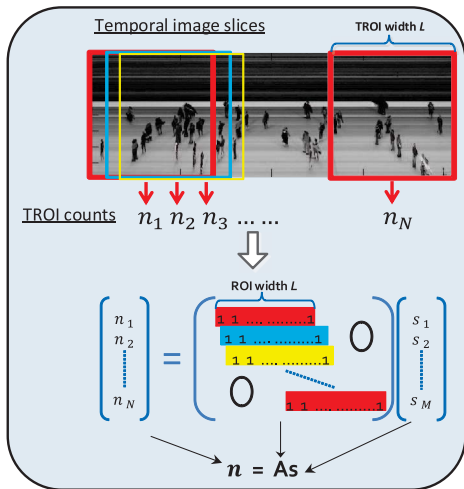 Temporal image slices
TROI width L
TROI counts n1 n2 n3 ... ... nN
ROI width L
n1
n2
nN
=
1 1 .... .........1
1 1 .... .........1
1 1 .... .........1
1 1 .... .........1
O
O
s1
s2
sM
n = As